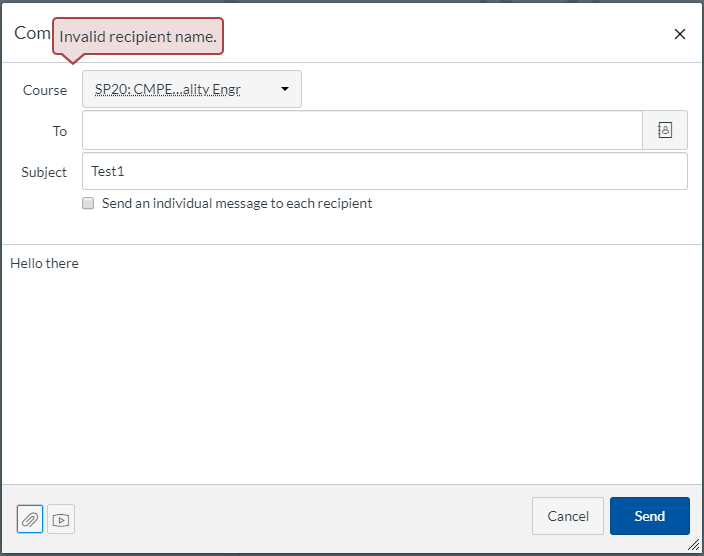 Com
Invalid recipient name.
Course
SP20: CMPE...ality Engr
To
Subject
Test1
Send an individual message to each recipient
Hello there
Cancel
Send